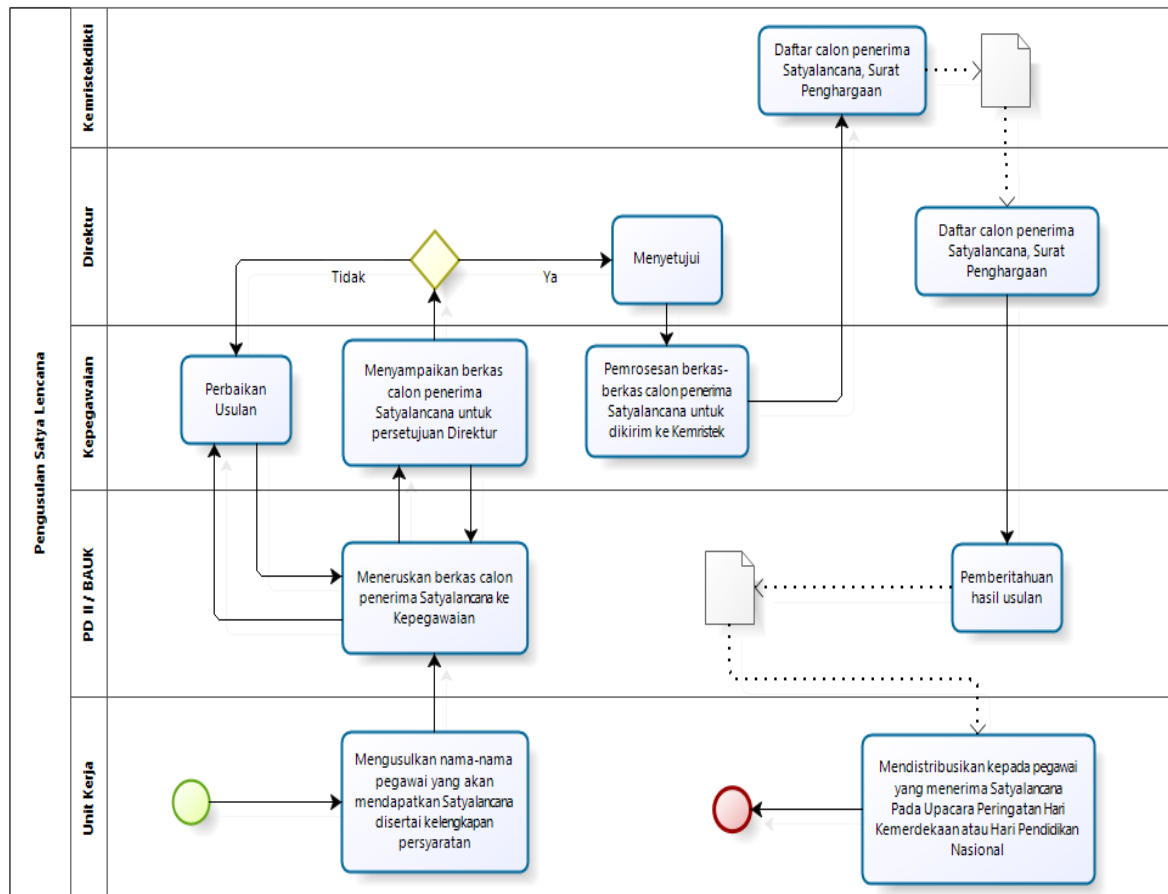 Pengusulan Satya Lencana
Kemristekdikti
Daftar calon penerima
Satyalancana, Surat
Penghargaan
Direktur
Tidak
Ya
Menyetujui
Daftar calon penerima
Satyalancana, Surat
Penghargaan
Kepegawaian
Perbaikan
Usulan
Menyampaikan berkas
calon penerima
Satyalancana untuk
persetujuan Direktur
Pemrosesan berkas-
berkas calon penerima
Satyalancana untuk
dikirim ke Kemristek
PD II / BAUK
Meneruskan berkas calon
penerima Satyalancana ke
Kepegawaian
Pemberitahuan
hasil usulan
Unit Kerja
Mengusulkan nama-nama
pegawai yang akan
mendapatkan Satyalancana
disertai kelengkapan
persyaratan
Mendistribusikan kepada pegawai
yang menerima Satyalancana
Pada Upacara Peringatan Hari
Kemerdekaan atau Hari Pendidikan
Nasional